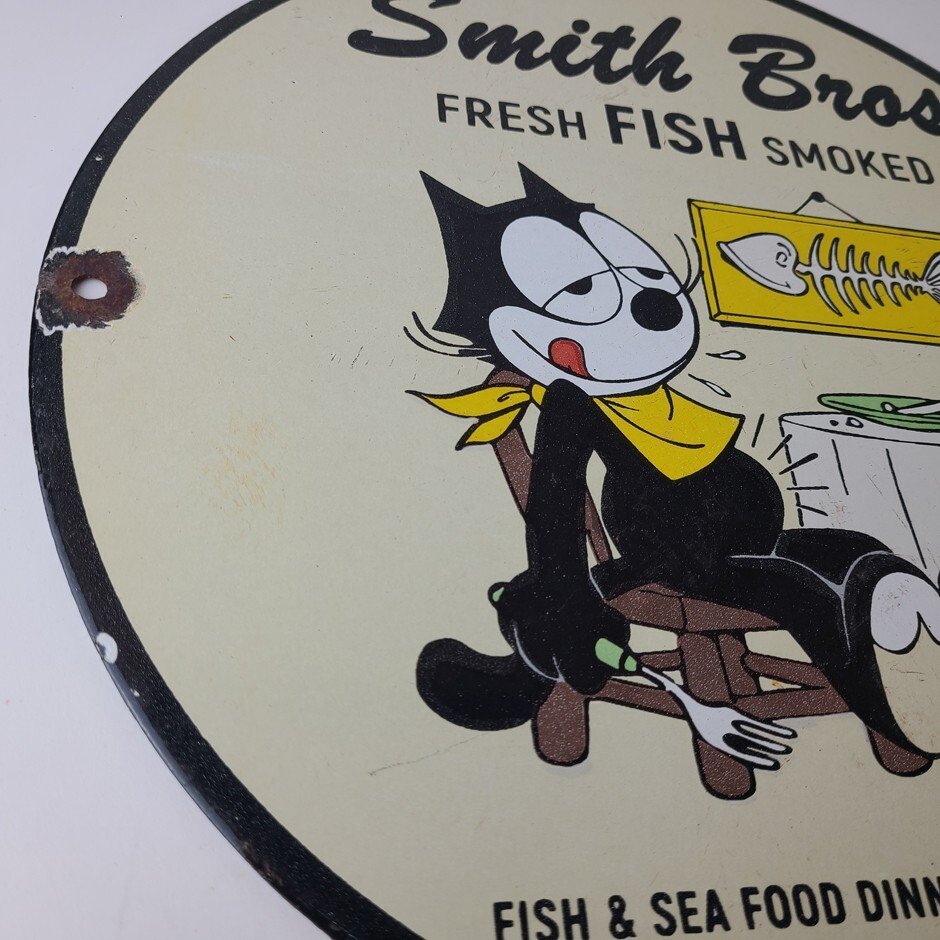 Smith Bros
FRESH FISH SMOKED
FISH & SEA FOOD DINN